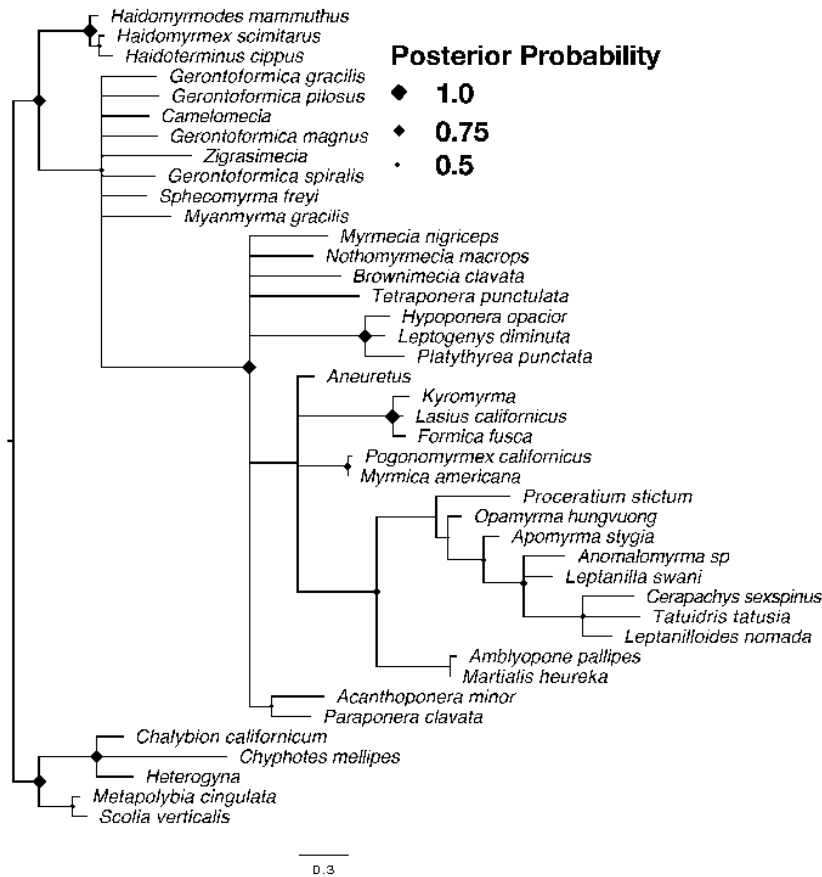 Haidomyrmodes mammuthus
Haidomyrmex scimitarus
Haidoterminus cippus
Gerontoformica gracilis
Gerontoformica pilosus
Camelomecia
Gerontoformica magnus
Zigrasimecia
Gerontoformica spiralis
Sphecomyrma freyi
Myanmyrma gracilis
Posterior Probability
1.0
0.75
0.5
Myrmecia nigriceps
Nothomyrmecia macrops
Brownimecia clavata
Tetraponera punctulata
Hypoponera opacior
Leptogenys diminuta
Platythyrea punctata
Aneuretus
Kyromyrma
Lasius californicus
Formica fusca
Pogonomyrmex californicus
Myrmica americana
Proceratium stictum
Opamyrma hungvuong
Apomyrma stygia
Anomalomyrma sp
Leptanilla swani
Cerapachys sexspinus
Tatuidris tatusia
Leptanilloides nomada
Amblyopone pallipes
Martialis heureka
Acanthoponera minor
Paraponera clavata
Chalybion californicum
Chyphotes mellipes
Heterogyna
Metapolybia cingulata
Scolia verticalis
0.3